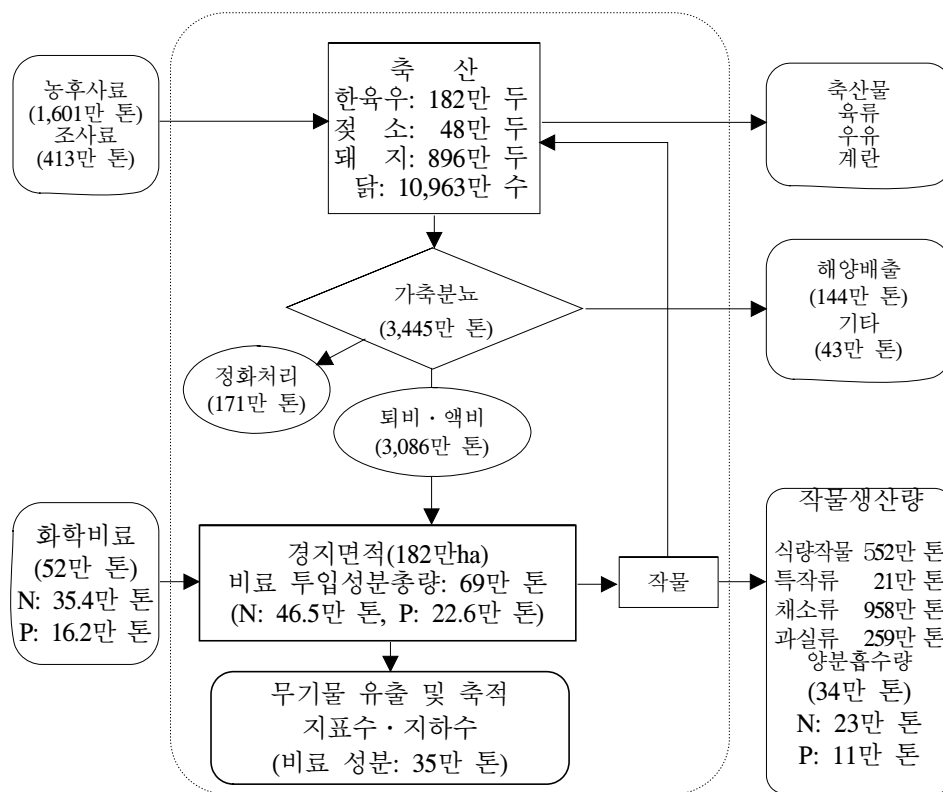 농후사료
(1,601만 톤)
조사료
(413만 톤)
축 산
한육우: 182만 두
젖 소: 48만 두
돼 지: 896만 두
닭: 10,963만 수
축산물
육류
우유
계란
가축분뇨
(3,445만 톤)
해양배출
(144만 톤)
기타
(43만 톤)
정화처리
(171만 톤)
퇴비·액비
(3,086만 톤)
화학비료
(52만 톤)
N: 35.4만 톤
P: 16.2만 톤
경지면적(182만ha)
비료 투입성분총량: 69만 톤
(N: 46.5만 톤, P: 22.6만 톤)
작물
작물생산량
식량작물 552만 톤
특작류 21만 톤
채소류 958만 톤
과실류 259만 톤
양분흡수량
(34만 톤)
N: 23만 톤
P: 11만 톤
무기물 유출 및 축적
지표수·지하수
(비료 성분: 35만 톤)